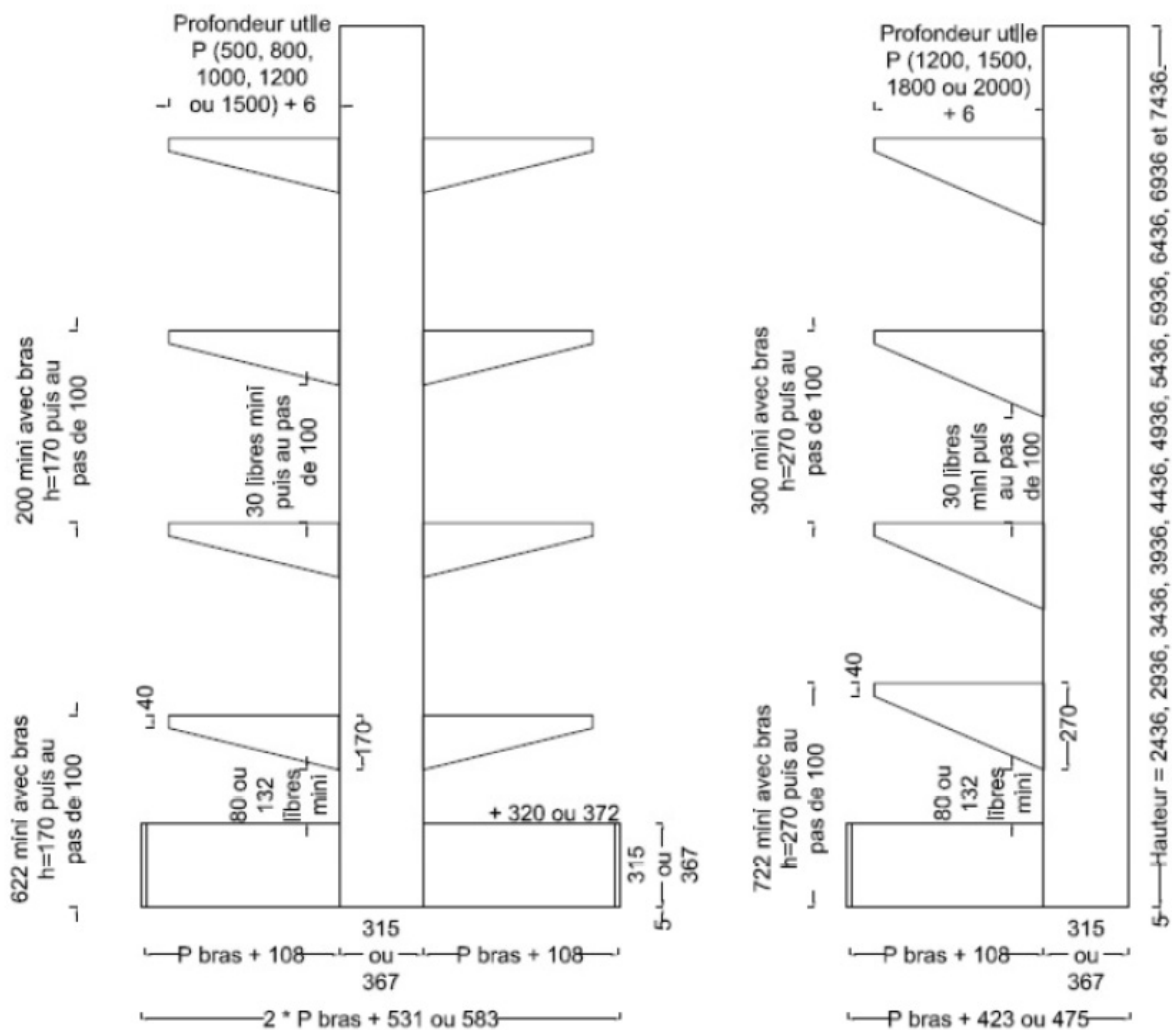 Profondeur utile
P (500, 800,
1000, 1200
ou 1500) + 6
200 mini avec bras
h=170 puis au
pas de 100
30 libres mini
puis au pas
de 100
622 mini avec bras
h=170 puis au
pas de 100
40
170
80 ou
132
libres
mini
+ 320 ou 372
315
ou
367
5
315
P bras + 108
ou
P bras + 108
367
2 * P bras + 531 ou 583
Profondeur utile
P (1200, 1500,
1800 ou 2000)
+ 6
300 mini avec bras
h=270 puis au
pas de 100
30 libres
mini puis
au pas
de 100
722 mini avec bras
h=270 puis au
pas de 100
40
270
80 ou
132
libres
mini
Hauteur = 2436, 2936, 3436, 3936, 4436, 4936, 5436, 5936, 6436, 6936 et 7436
5
315
P bras + 108
ou
367
P bras + 423 ou 475